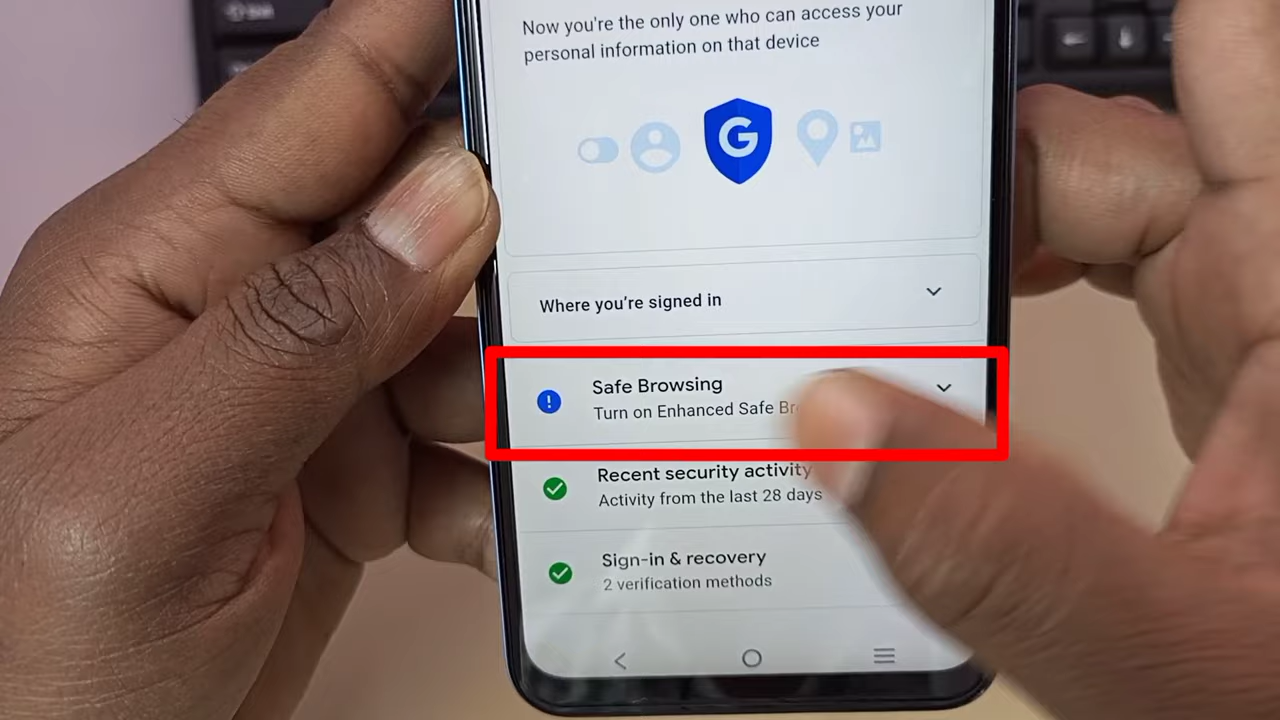 Now you're the only one who can access your
personal information on that device
G
Where you're signed in
Safe Browsing
Turn on Enhanced Safe
Recent security activity
Activity from the last 28 days
Sign-in & recovery
2 verification methods